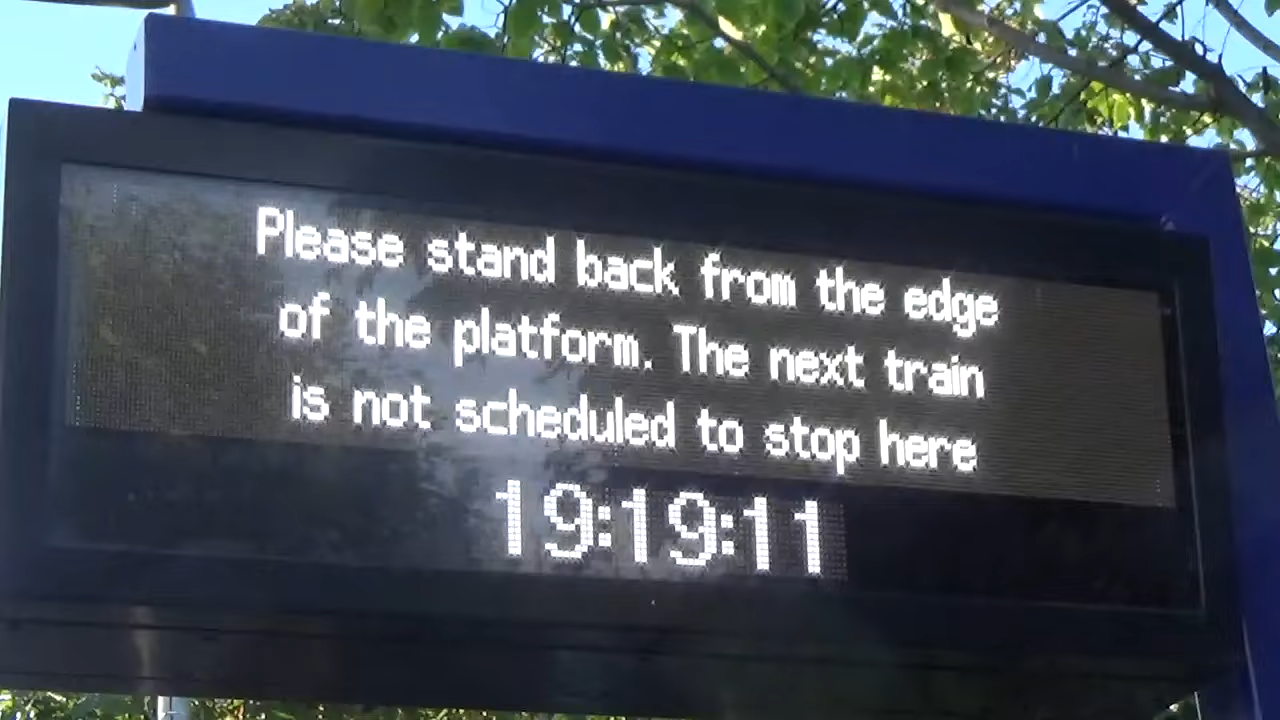 Please stand back from the edge
of the platform. The next train
is not scheduled to stop here
19:19:11